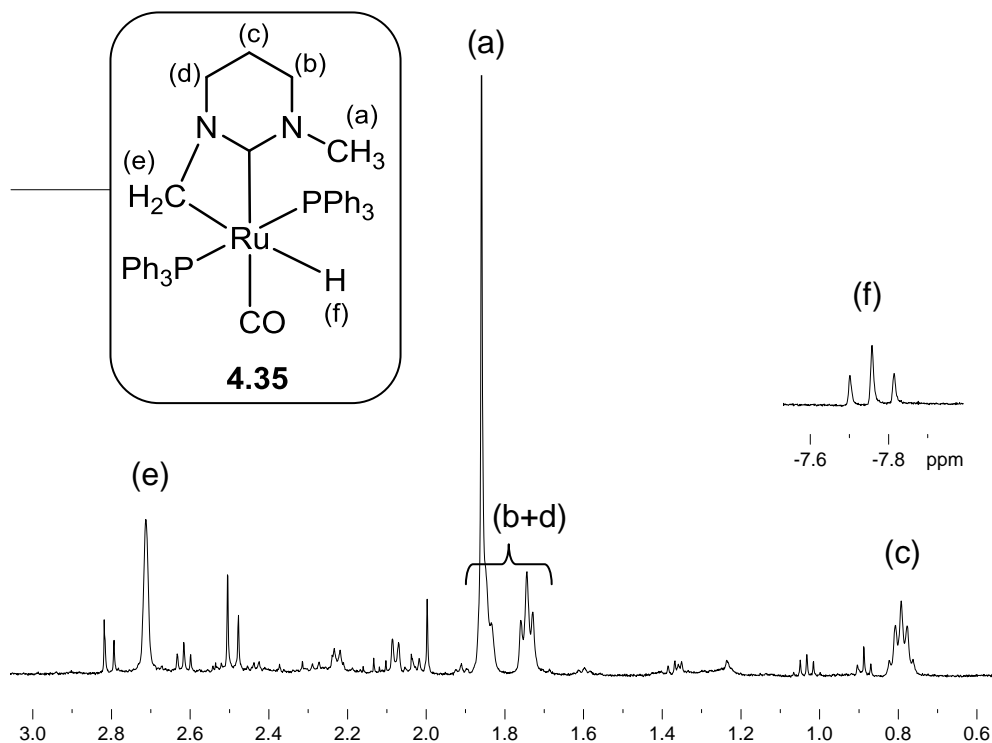 (a)
(c)
(d)
(b)
N
N
(a)
CH3
(e)
H2C
PPh3
Ru
Ph3P
H
(f)
CO
4.35
(f)
-7.6
-7.8
ppm
(e)
(b+d)
(c)
3.0
2.8
2.6
2.4
2.2
2.0
1.8
1.6
1.4
1.2
1.0
0.8
0.6